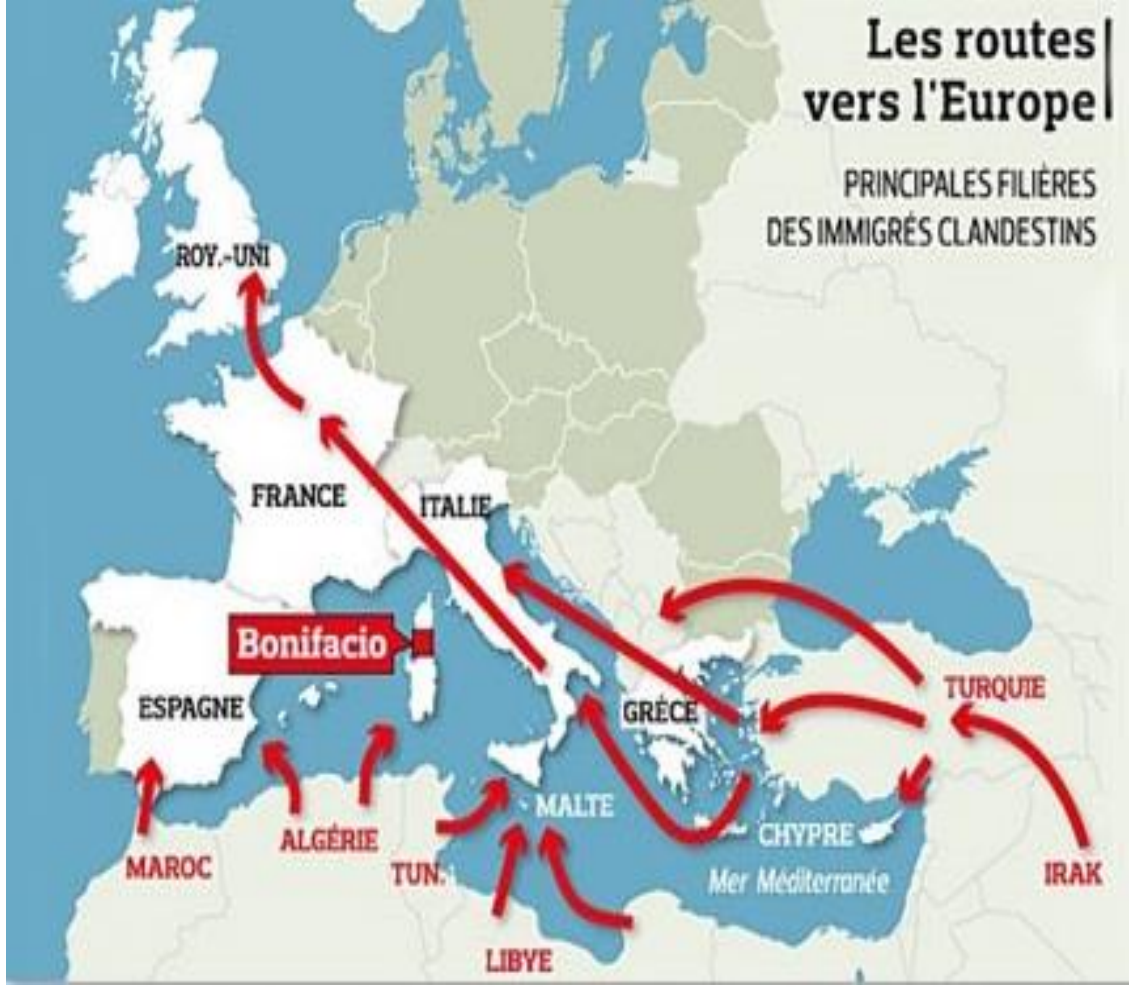 Les routes
vers l'Europe
PRINCIPALES FILIÈRES
DES IMMIGRÉS CLANDESTINS
ROY.-UNI
FRANCE
ITALIE
Bonifacio
ESPAGNE
GRÈCE
TURQUIE
MALTE
CHYPRE
ALGÉRIE
MAROC
TUN.
Mer Méditerranée
IRAK
LIBYE